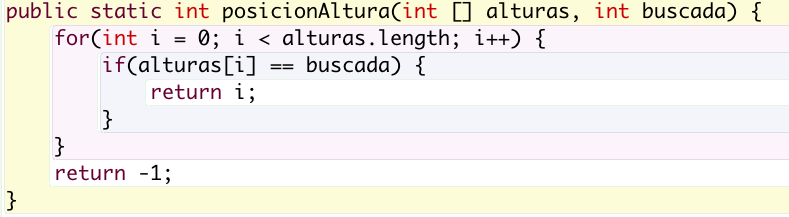 public static int posicionAltura(int [] alturas, int buscada) {
for(int i = 0; i < alturas.length; i++) {
if(alturas[i] == buscada) {
return i;
}
}
return -1;
}